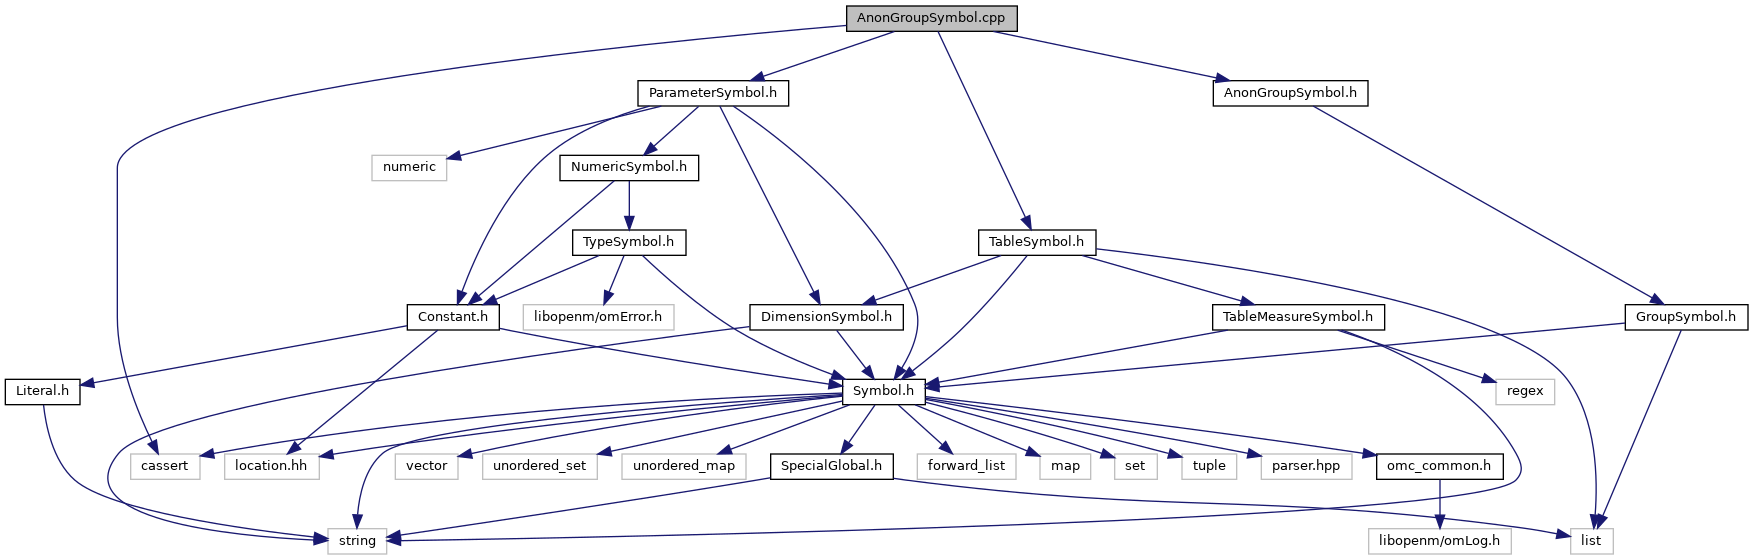 AnonGroupSymbol.cpp
ParameterSymbol.h
AnonGroupSymbol.h
numeric
NumericSymbol.h
TypeSymbol.h
TableSymbol.h
Constant.h
libopenm/omError.h
DimensionSymbol.h
TableMeasureSymbol.h
GroupSymbol.h
Literal.h
Symbol.h
regex
cassert
location.hh
vector
unordered_set
unordered_map
SpecialGlobal.h
forward_list
map
set
tuple
parser.hpp
omc_common.h
string
libopenm/omLog.h
list